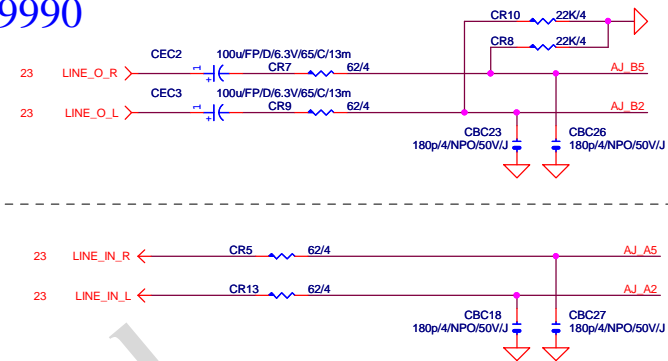 9990
CR10 22K/4
CR8 22K/4
CEC2 100u/FP/D/6.3V/65/C/13m
23 LINE_O_R 1 + CR7 62/4 AJ_B5
CEC3 100u/FP/D/6.3V/65/C/13m
23 LINE_O_L 1 + CR9 62/4 AJ_B2
CBC23 CBC26
180p/4/NPO/50V/J 180p/4/NPO/50V/J
23 LINE_IN_R CR5 62/4 AJ_A5
23 LINE_IN_L CR13 62/4 AJ_A2
CBC18 CBC27
180p/4/NPO/50V/J 180p/4/NPO/50V/J